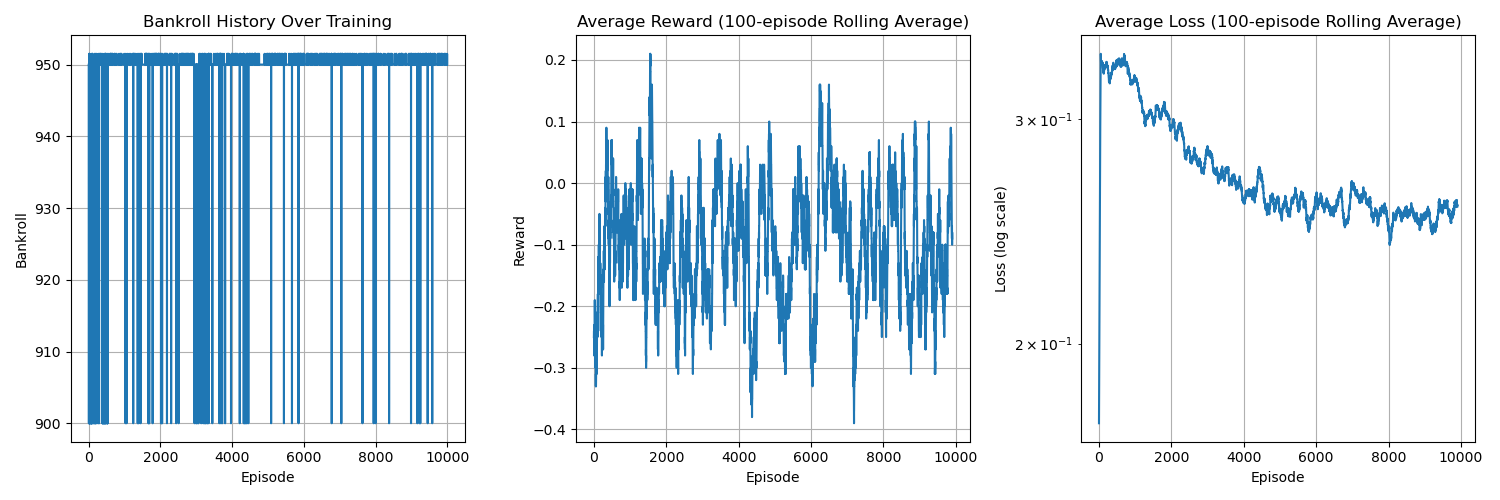 Bankroll History Over Training
950
940
930
920
910
900
Bankroll
0
2000
4000
6000
8000
10000
Episode
Average Reward (100-episode Rolling Average)
0.2
0.1
0.0
−0.1
−0.2
−0.3
−0.4
Reward
0
2000
4000
6000
8000
10000
Episode
Average Loss (100-episode Rolling Average)
3 × 10⁻¹
2 × 10⁻¹
Loss (log scale)
0
2000
4000
6000
8000
10000
Episode